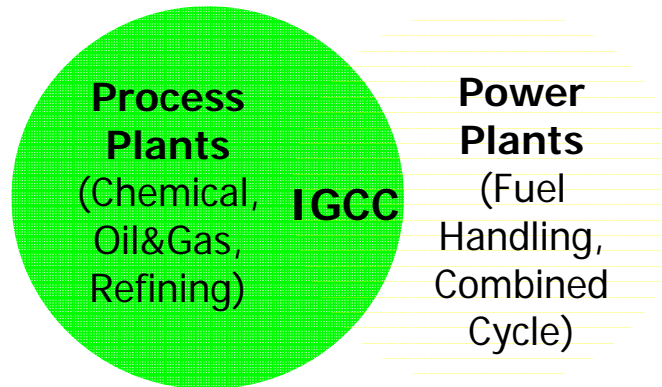 Process
Plants
(Chemical,
Oil&Gas,
Refining)
IGCC
Power
Plants
(Fuel
Handling,
Combined
Cycle)